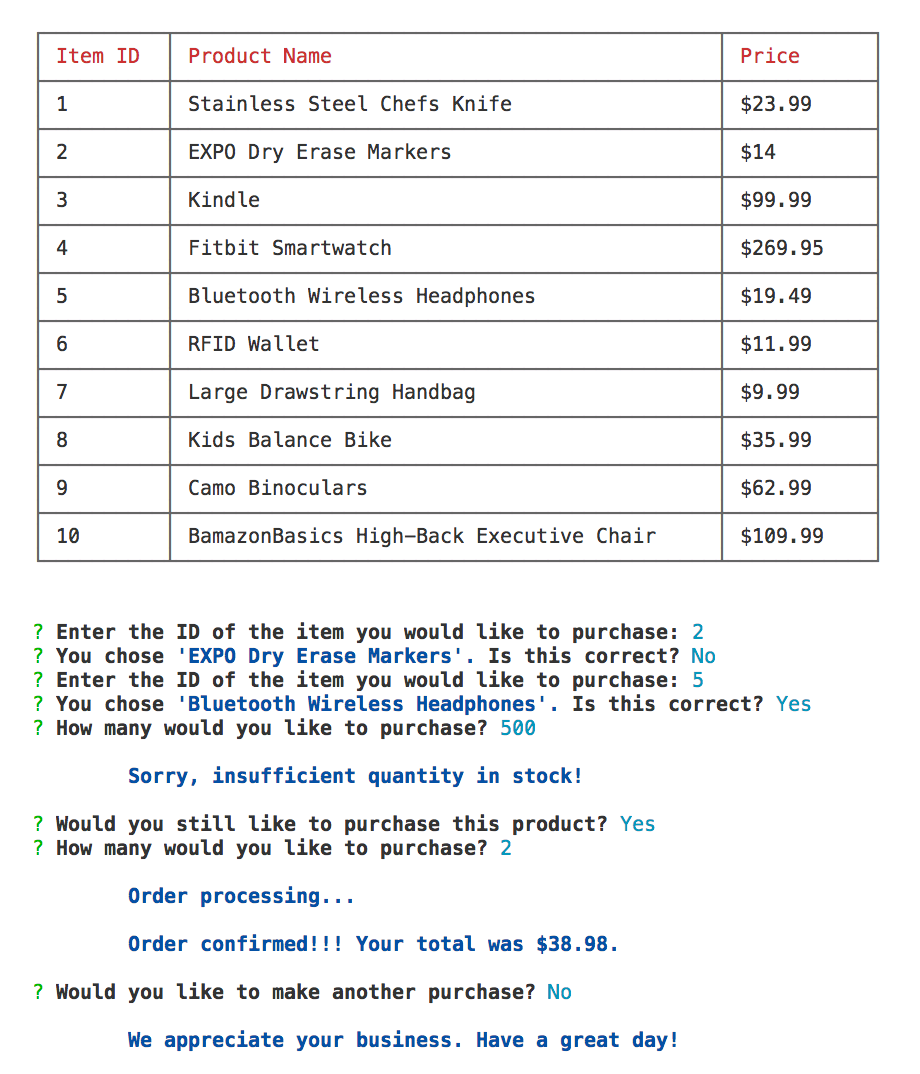 Item ID Product Name Price
1 Stainless Steel Chefs Knife $23.99
2 EXPO Dry Erase Markers $14
3 Kindle $99.99
4 Fitbit Smartwatch $269.95
5 Bluetooth Wireless Headphones $19.49
6 RFID Wallet $11.99
7 Large Drawstring Handbag $9.99
8 Kids Balance Bike $35.99
9 Camo Binoculars $62.99
10 BamazonBasics High-Back Executive Chair $109.99
? Enter the ID of the item you would like to purchase: 2
? You chose 'EXPO Dry Erase Markers'. Is this correct? No
? Enter the ID of the item you would like to purchase: 5
? You chose 'Bluetooth Wireless Headphones'. Is this correct? Yes
? How many would you like to purchase? 500
Sorry, insufficient quantity in stock!
? Would you still like to purchase this product? Yes
? How many would you like to purchase? 2
Order processing...
Order confirmed!!! Your total was $38.98.
? Would you like to make another purchase? No
We appreciate your business. Have a great day!